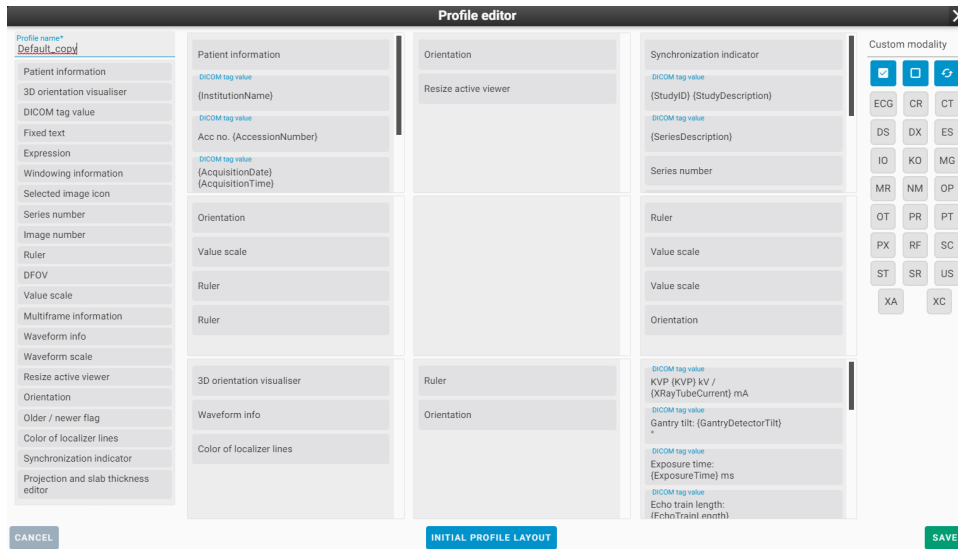 Profile editor
Profile name*
Default_copy
Patient information
3D orientation visualiser
DICOM tag value
Fixed text
Expression
Windowing information
Selected image icon
Series number
Image number
Ruler
DFOV
Value scale
Multiframe information
Waveform info
Waveform scale
Resize active viewer
Orientation
Older / newer flag
Color of localizer lines
Synchronization indicator
Projection and slab thickness
editor
Patient information
DICOM tag value
{InstitutionName}
DICOM tag value
Acc no. {AccessionNumber}
DICOM tag value
{AcquisitionDate}
{AcquisitionTime}
Orientation
Resize active viewer
Synchronization indicator
DICOM tag value
{StudyID} {StudyDescription}
DICOM tag value
{SeriesDescription}
Series number
Orientation
Value scale
Ruler
Ruler
Ruler
Value scale
Value scale
Orientation
3D orientation visualiser
Waveform info
Color of localizer lines
Ruler
Orientation
DICOM tag value
KVP {KVP} kV /
{XRayTubeCurrent} mA
DICOM tag value
Gantry tilt: {GantryDetectorTilt}
°
DICOM tag value
Exposure time:
{ExposureTime} ms
DICOM tag value
Echo train length:
{EchoTrainLength}
Custom modality
ECG CR CT
DS DX ES
IO KO MG
MR NM OP
OT PR PT
PX RF SC
ST SR US
XA XC
CANCEL
INITIAL PROFILE LAYOUT
SAVE